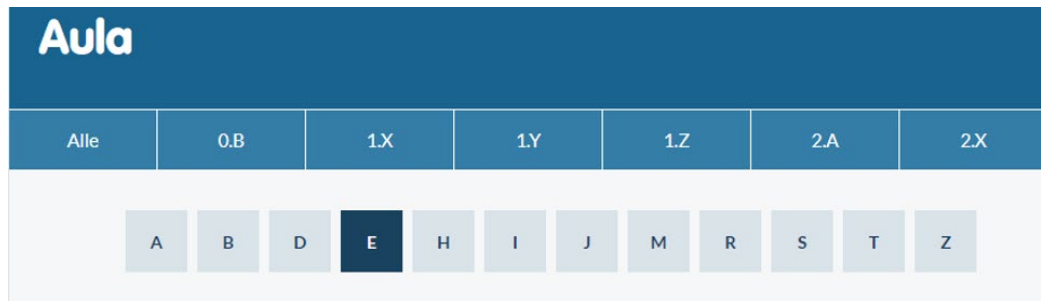 Aula
Alle 0.B 1.X 1.Y 1.Z 2.A 2.X
A B D E H I J M R S T Z